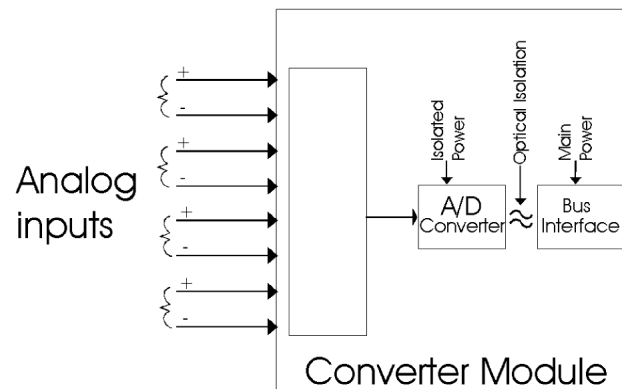 +
-
+
-
+
-
+
-
Analog
inputs
Isolated
Power
Optical Isolation
Main
Power
A/D
Converter
Bus
Interface
Converter Module